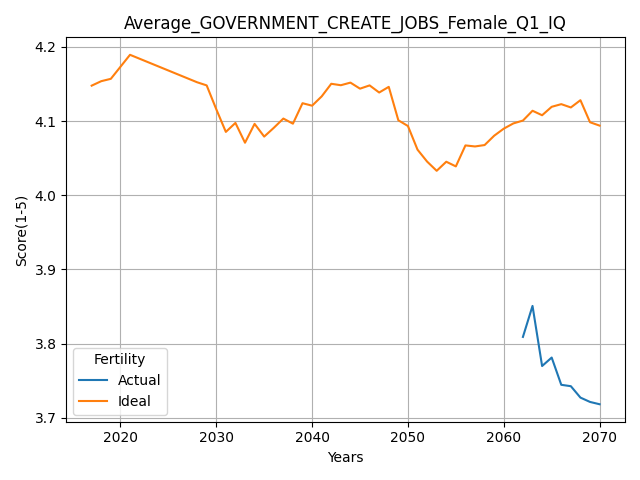 Average_GOVERNMENT_CREATE_JOBS_Female_Q1_IQ
Score(1-5)
4.2
4.1
4.0
3.9
3.8
3.7
Fertility
Actual
Ideal
2020 2030 2040 2050 2060 2070
Years